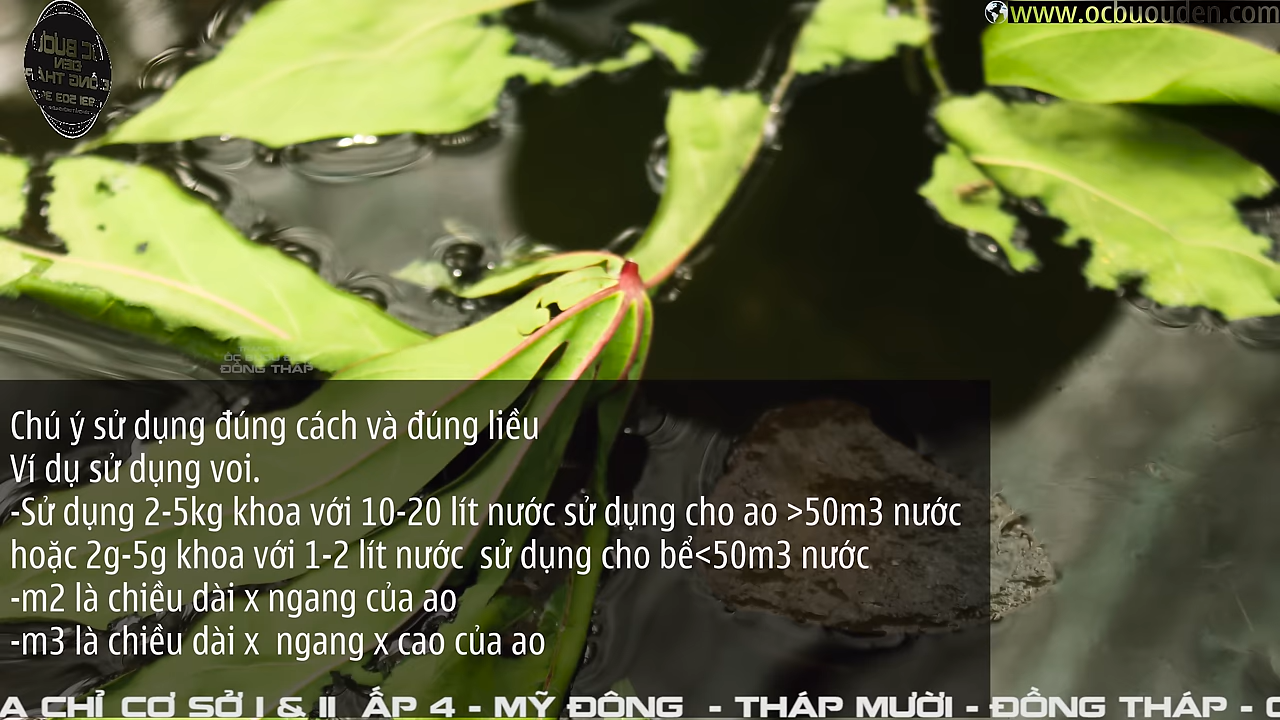 www.ocbuouden.com
ĐỒNG THÁP
Chú ý sử dụng đúng cách và đúng liều
Ví dụ sử dụng voi.
-Sử dụng 2-5kg khoa với 10-20 lít nước sử dụng cho ao >50m3 nước
hoặc 2g-5g khoa với 1-2 lít nước sử dụng cho bể<50m3 nước
-m2 là chiều dài x ngang của ao
-m3 là chiều dài x ngang x cao của ao
A CHỈ CƠ SỞ I & II ẤP 4 - MỸ ĐÔNG - THÁP MƯỜI - ĐỒNG THÁP -